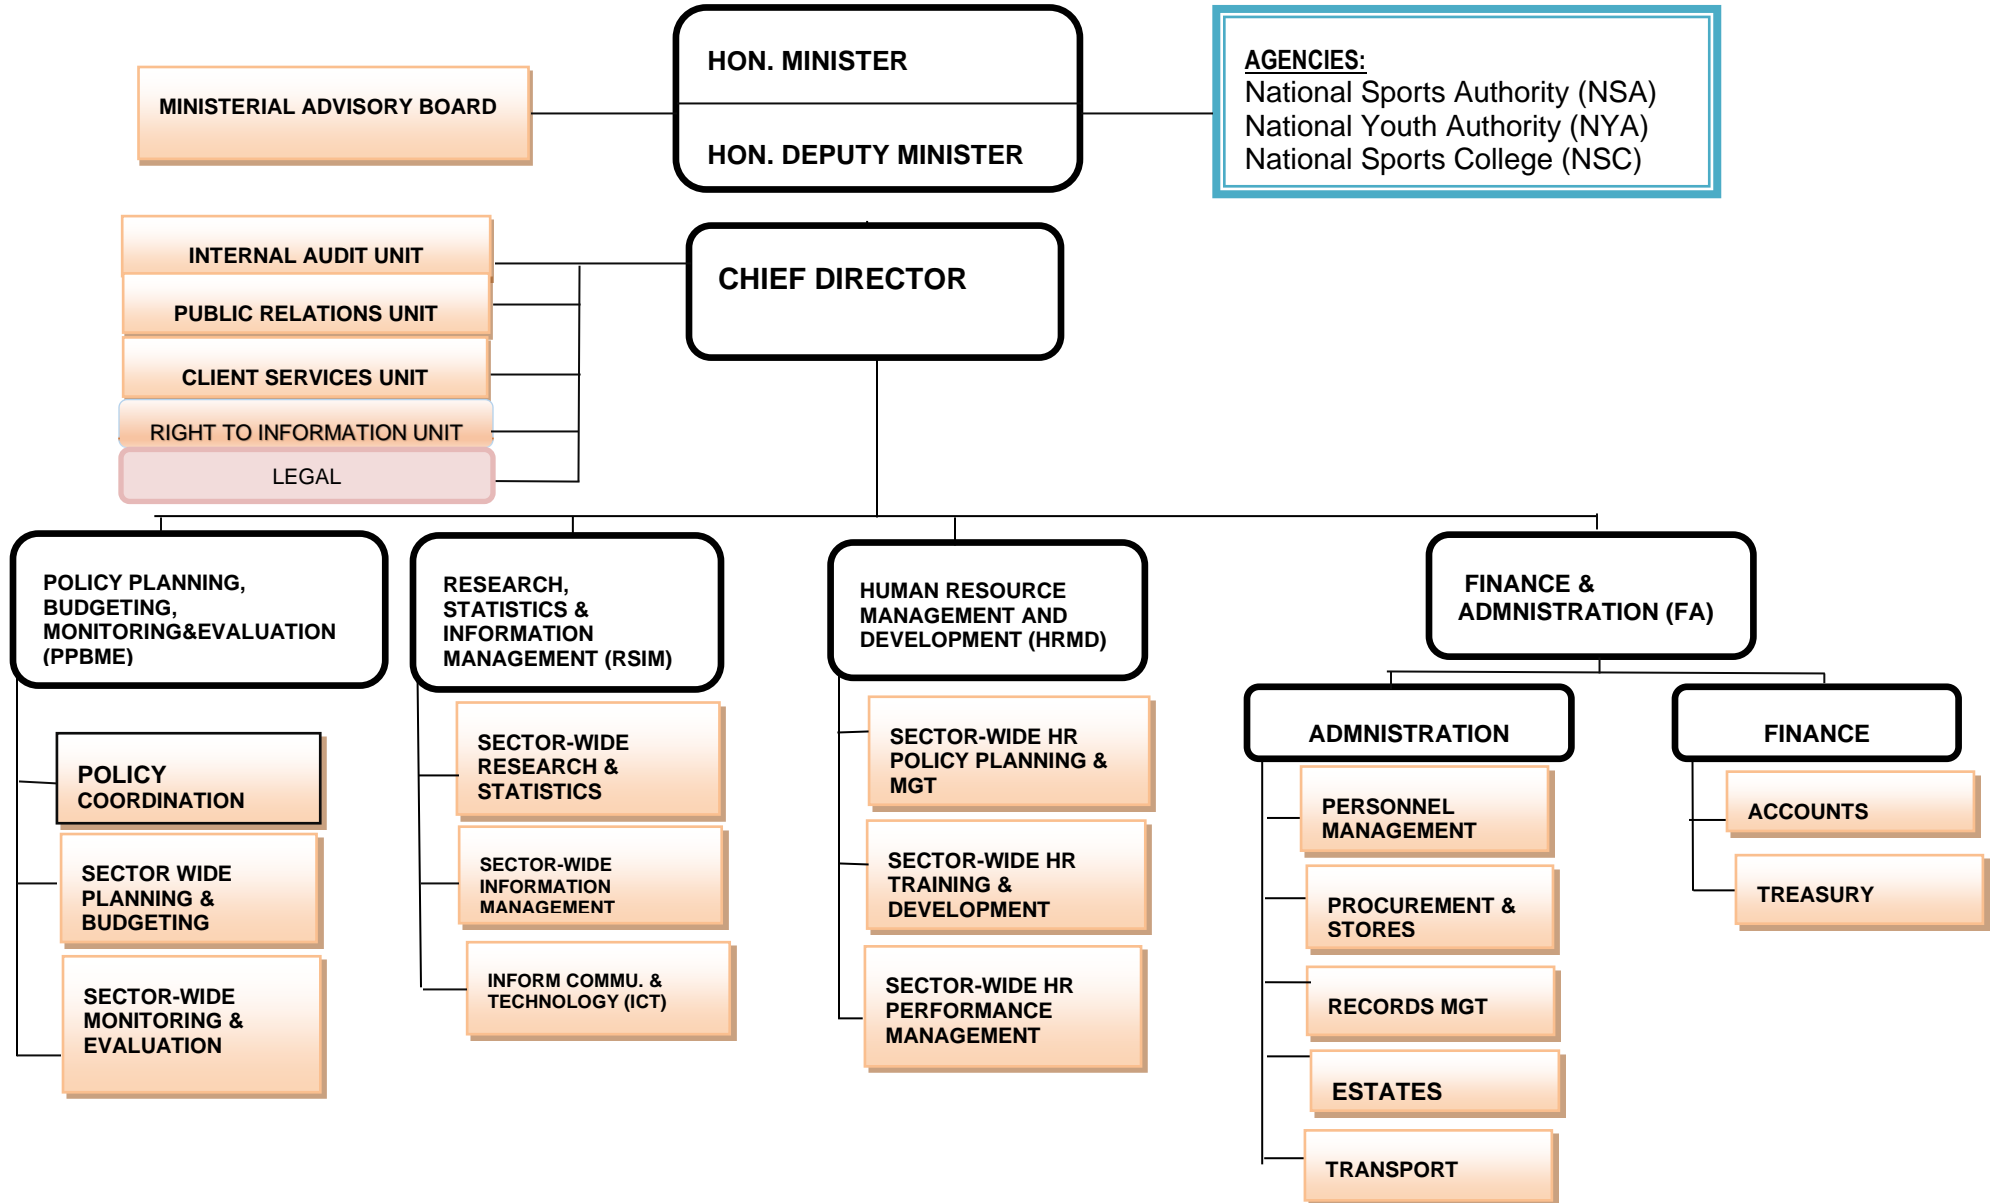 HON. MINISTER
HON. DEPUTY MINISTER
MINISTERIAL ADVISORY BOARD
AGENCIES:
National Sports Authority (NSA)
National Youth Authority (NYA)
National Sports College (NSC)
CHIEF DIRECTOR
INTERNAL AUDIT UNIT
PUBLIC RELATIONS UNIT
CLIENT SERVICES UNIT
RIGHT TO INFORMATION UNIT
LEGAL
POLICY PLANNING,
BUDGETING,
MONITORING&EVALUATION
(PPBME)
POLICY
COORDINATION
SECTOR WIDE
PLANNING &
BUDGETING
SECTOR-WIDE
MONITORING &
EVALUATION
RESEARCH,
STATISTICS &
INFORMATION
MANAGEMENT (RSIM)
SECTOR-WIDE
RESEARCH &
STATISTICS
SECTOR-WIDE
INFORMATION
MANAGEMENT
INFORM COMMU. &
TECHNOLOGY (ICT)
HUMAN RESOURCE
MANAGEMENT AND
DEVELOPMENT (HRMD)
SECTOR-WIDE HR
POLICY PLANNING &
MGT
SECTOR-WIDE HR
TRAINING &
DEVELOPMENT
SECTOR-WIDE HR
PERFORMANCE
MANAGEMENT
FINANCE &
ADMNISTRATION (FA)
ADMNISTRATION
PERSONNEL
MANAGEMENT
PROCUREMENT &
STORES
RECORDS MGT
ESTATES
TRANSPORT
FINANCE
ACCOUNTS
TREASURY